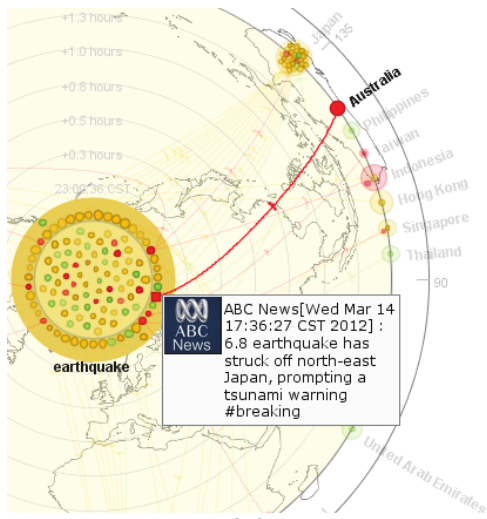 +1.3 hours
+1.0 hours
+0.8 hours
+0.5 hours
+0.3 hours
23:00:36 CST
Japan
135
Australia
Philippines
Taiwan
Indonesia
Hong Kong
Singapore
Thailand
90
earthquake
ABC
News
ABC News[Wed Mar 14
17:36:27 CST 2012] :
6.8 earthquake has
struck off north-east
Japan, prompting a
tsunami warning
#breaking
United Arab Emirates